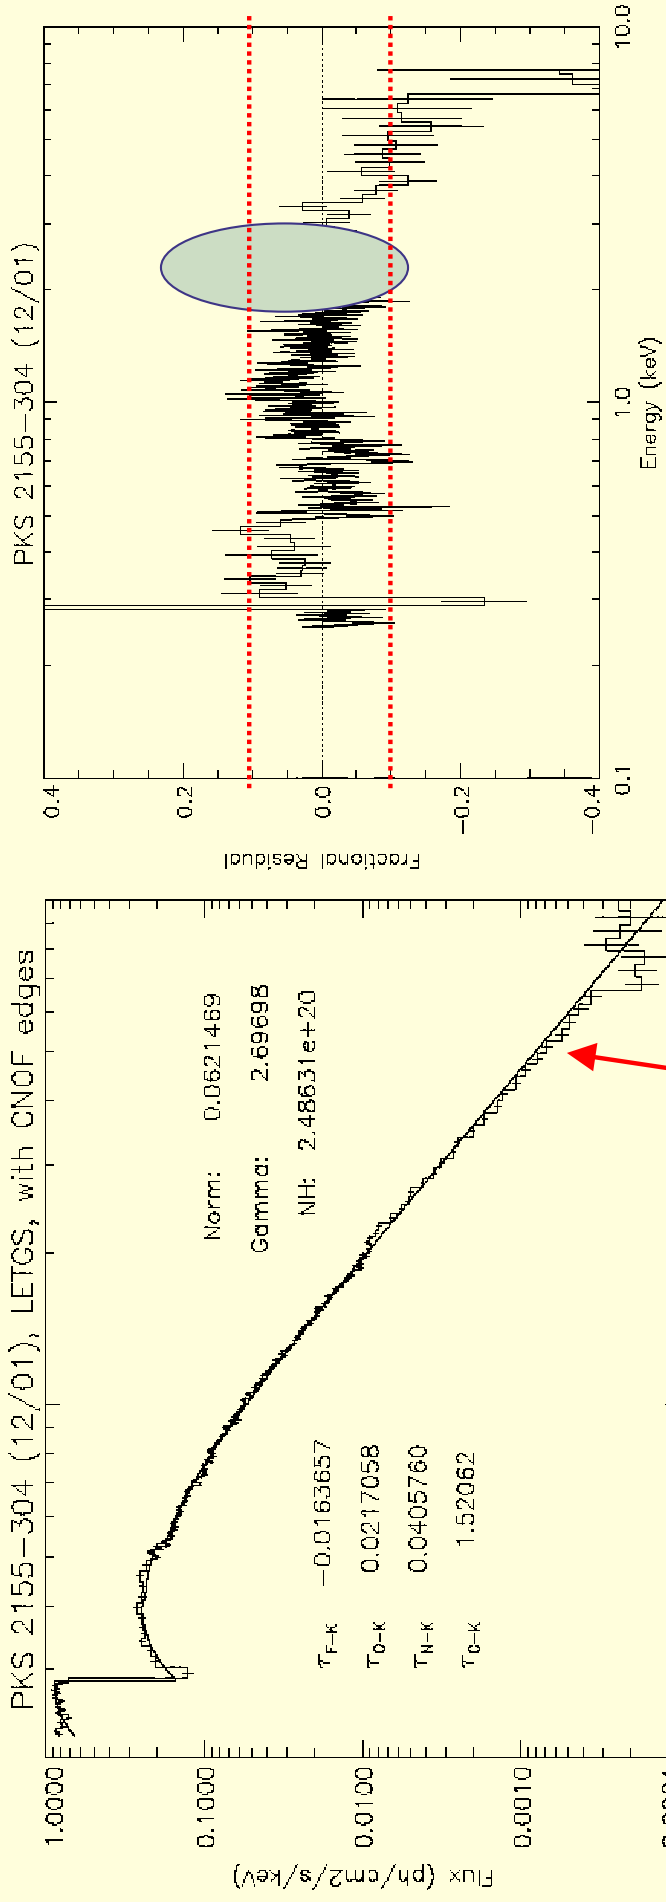 PKS 2155-304 (12/01), LETGS, with CNOF edges
1.0000
0.1000
0.0100
0.0010
Flux (ph/cm2/s/keV)
Norm: 0.0621469
Gamma: 2.69698
NH: 2.48631e+20
τF-K -0.0163657
τO-K 0.0217058
τN-K 0.0405760
τC-K 1.52062
PKS 2155-304 (12/01)
0.4
0.2
0.0
-0.2
-0.4
Fractional Residual
0.1 1.0 10.0
Energy (keV)